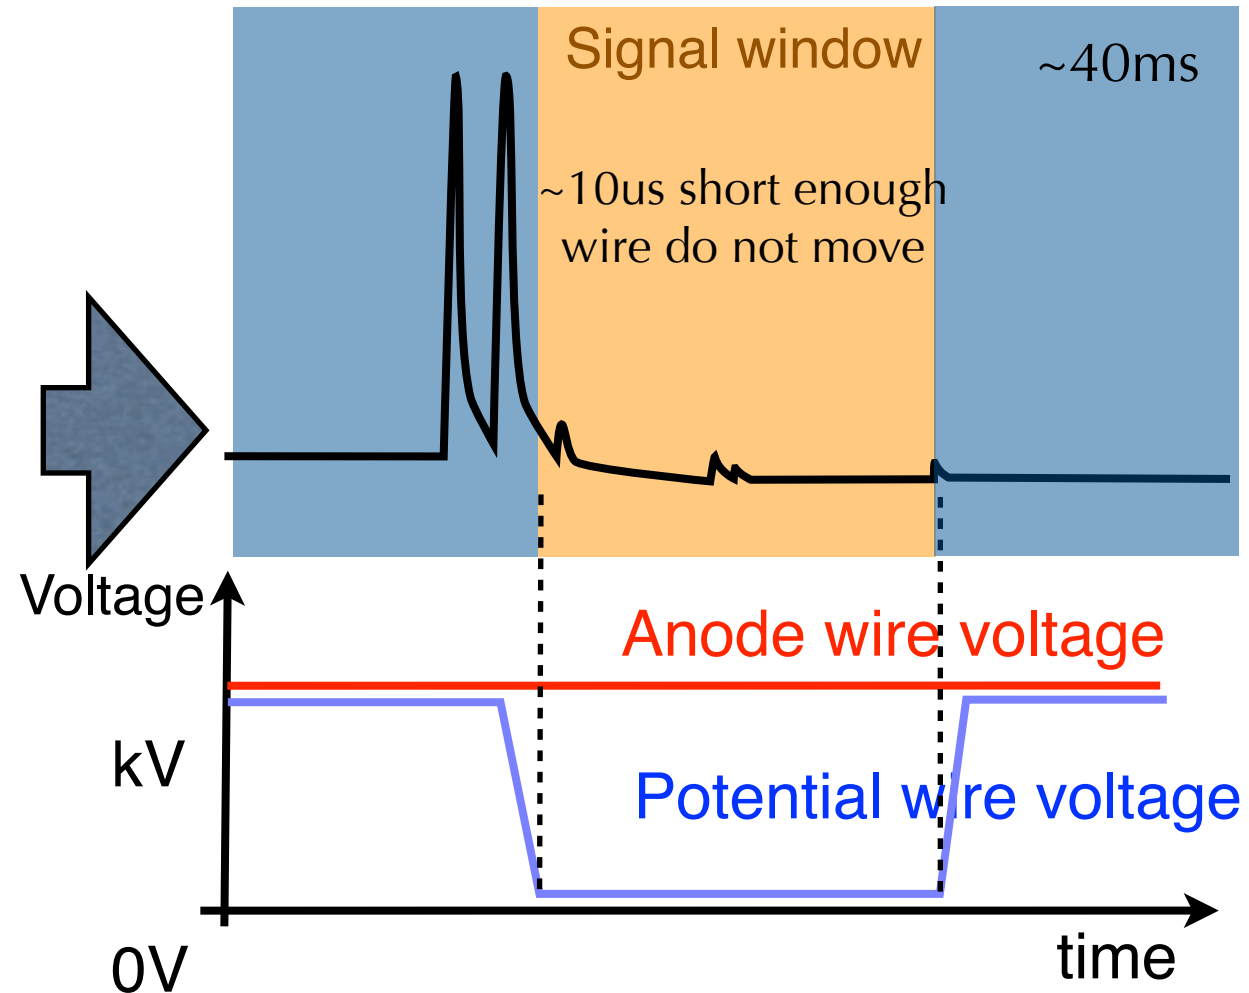 Signal window
~40ms
~10us short enough
wire do not move
Voltage
Anode wire voltage
kV
Potential wire voltage
0V
time